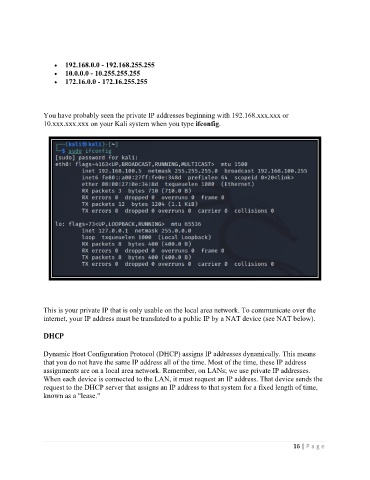 • 192.168.0.0 - 192.168.255.255
• 10.0.0.0 - 10.255.255.255
• 172.16.0.0 - 172.16.255.255
You have probably seen the private IP addresses beginning with 192.168.xxx.xxx or
10.xxx.xxx.xxx on your Kali system when you type ifconfig.
(kali㉿kali)-[~]
$ sudo ifconfig
[sudo] password for kali:
eth0: flags=4163<UP,BROADCAST,RUNNING,MULTICAST> mtu 1500
inet 192.168.100.5 netmask 255.255.255.0 broadcast 192.168.100.255
inet6 fe80::a00:27ff:fe0e:348d prefixlen 64 scopeid 0×20<link>
ether 08:00:27:0e:34:8d txqueuelen 1000 (Ethernet)
RX packets 3 bytes 710 (710.0 B)
RX errors 0 dropped 0 overruns 0 frame 0
TX packets 12 bytes 1204 (1.1 KiB)
TX errors 0 dropped 0 overruns 0 carrier 0 collisions 0
lo: flags=73<UP,LOOPBACK,RUNNING> mtu 65536
inet 127.0.0.1 netmask 255.0.0.0
loop txqueuelen 1000 (Local Loopback)
RX packets 8 bytes 400 (400.0 B)
RX errors 0 dropped 0 overruns 0 frame 0
TX packets 8 bytes 400 (400.0 B)
TX errors 0 dropped 0 overruns 0 carrier 0 collisions 0
This is your private IP that is only usable on the local area network. To communicate over the
internet, your IP address must be translated to a public IP by a NAT device (see NAT below).
DHCP
Dynamic Host Configuration Protocol (DHCP) assigns IP addresses dynamically. This means
that you do not have the same IP address all of the time. Most of the time, these IP address
assignments are on a local area network. Remember, on LANs; we use private IP addresses.
When each device is connected to the LAN, it must request an IP address. That device sends the
request to the DHCP server that assigns an IP address to that system for a fixed length of time,
known as a "lease."
16 | Page